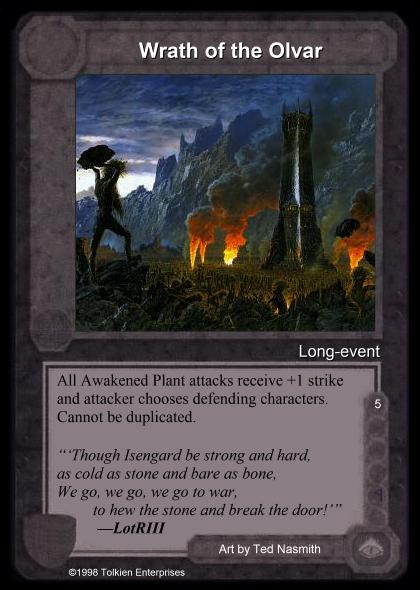 Wrath of the Olvar
Long-event
All Awakened Plant attacks receive +1 strike
and attacker chooses defending characters.
Cannot be duplicated.
5
“‘Though Isengard be strong and hard,
as cold as stone and bare as bone,
We go, we go, we go to war,
to hew the stone and break the door!’”
—LotRIII
Art by Ted Nasmith
©1998 Tolkien Enterprises